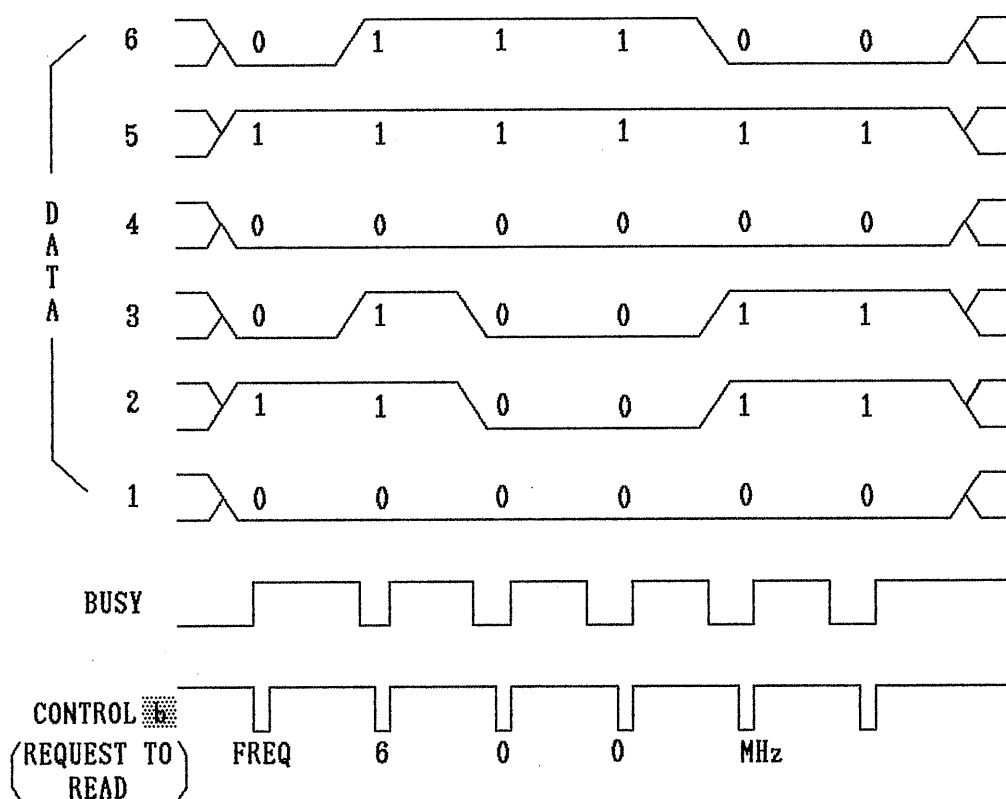 6 0 1 1 1 0 0
5 1 1 1 1 1 1
4 0 0 0 0 0 0
DATA
3 0 1 0 0 1 1
2 1 1 0 0 1 1
1 0 0 0 0 0 0
BUSY
CONTROL b
(REQUEST TO READ)
FREQ 6 0 0 MHz